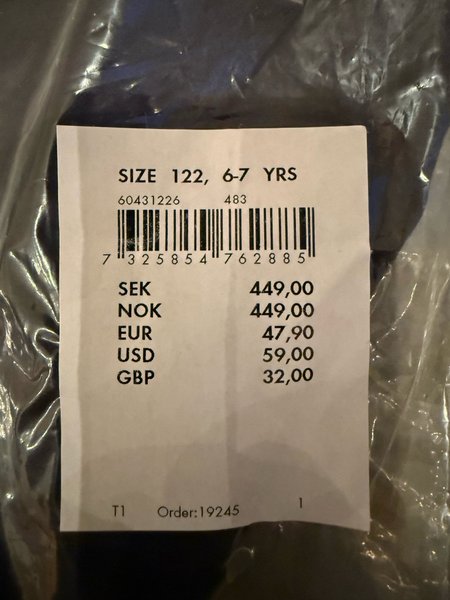 SIZE 122, 6-7 YRS
60431226 483
7 325854 762885
SEK 449,00
NOK 449,00
EUR 47,90
USD 59,00
GBP 32,00
T1 Order:19245 1